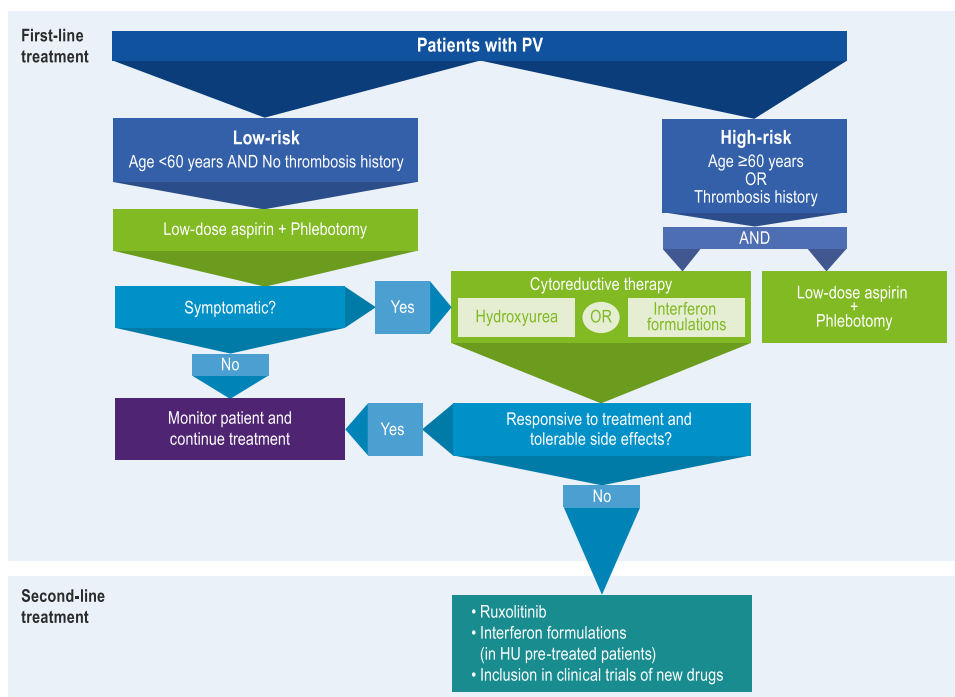 First-line
treatment
Patients with PV
Low-risk
Age <60 years AND No thrombosis history
High-risk
Age ≥60 years
OR
Thrombosis history
Low-dose aspirin + Phlebotomy
AND
Symptomatic?
Yes
Cytoreductive therapy
Hydroxyurea
OR
Interferon
formulations
Low-dose aspirin
+
Phlebotomy
No
Monitor patient and
continue treatment
Yes
Responsive to treatment and
tolerable side effects?
No
Second-line
treatment
• Ruxolitinib
• Interferon formulations
(in HU pre-treated patients)
• Inclusion in clinical trials of new drugs